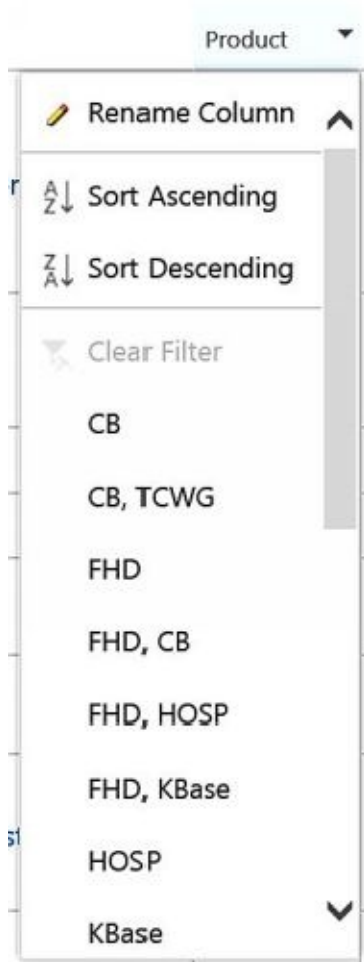 Product
Rename Column
Sort Ascending
Sort Descending
Clear Filter
CB
CB, TCWG
FHD
FHD, CB
FHD, HOSP
FHD, KBase
HOSP
KBase